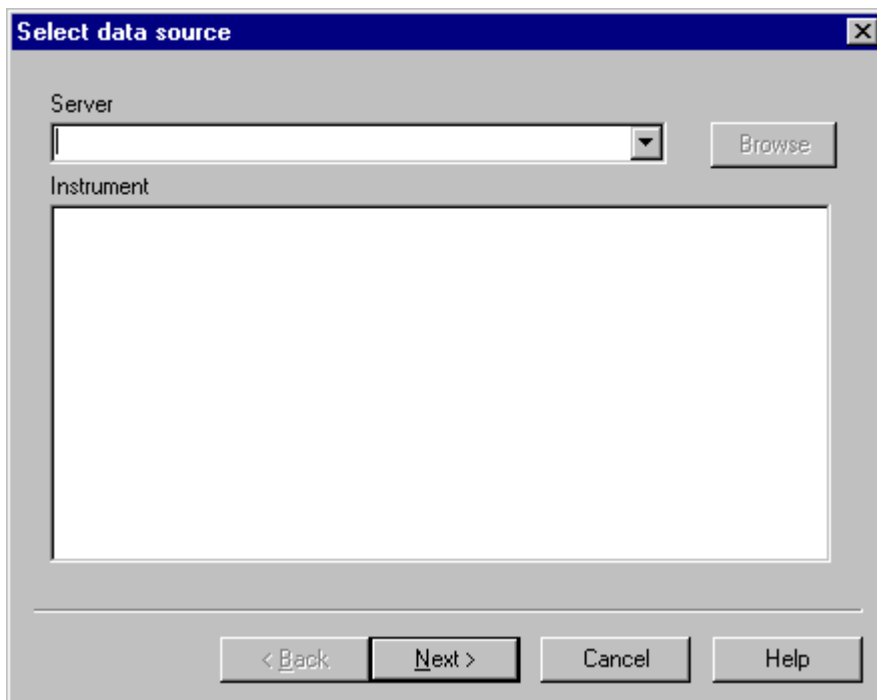 Select data source
Server
Browse
Instrument
< Back Next > Cancel Help